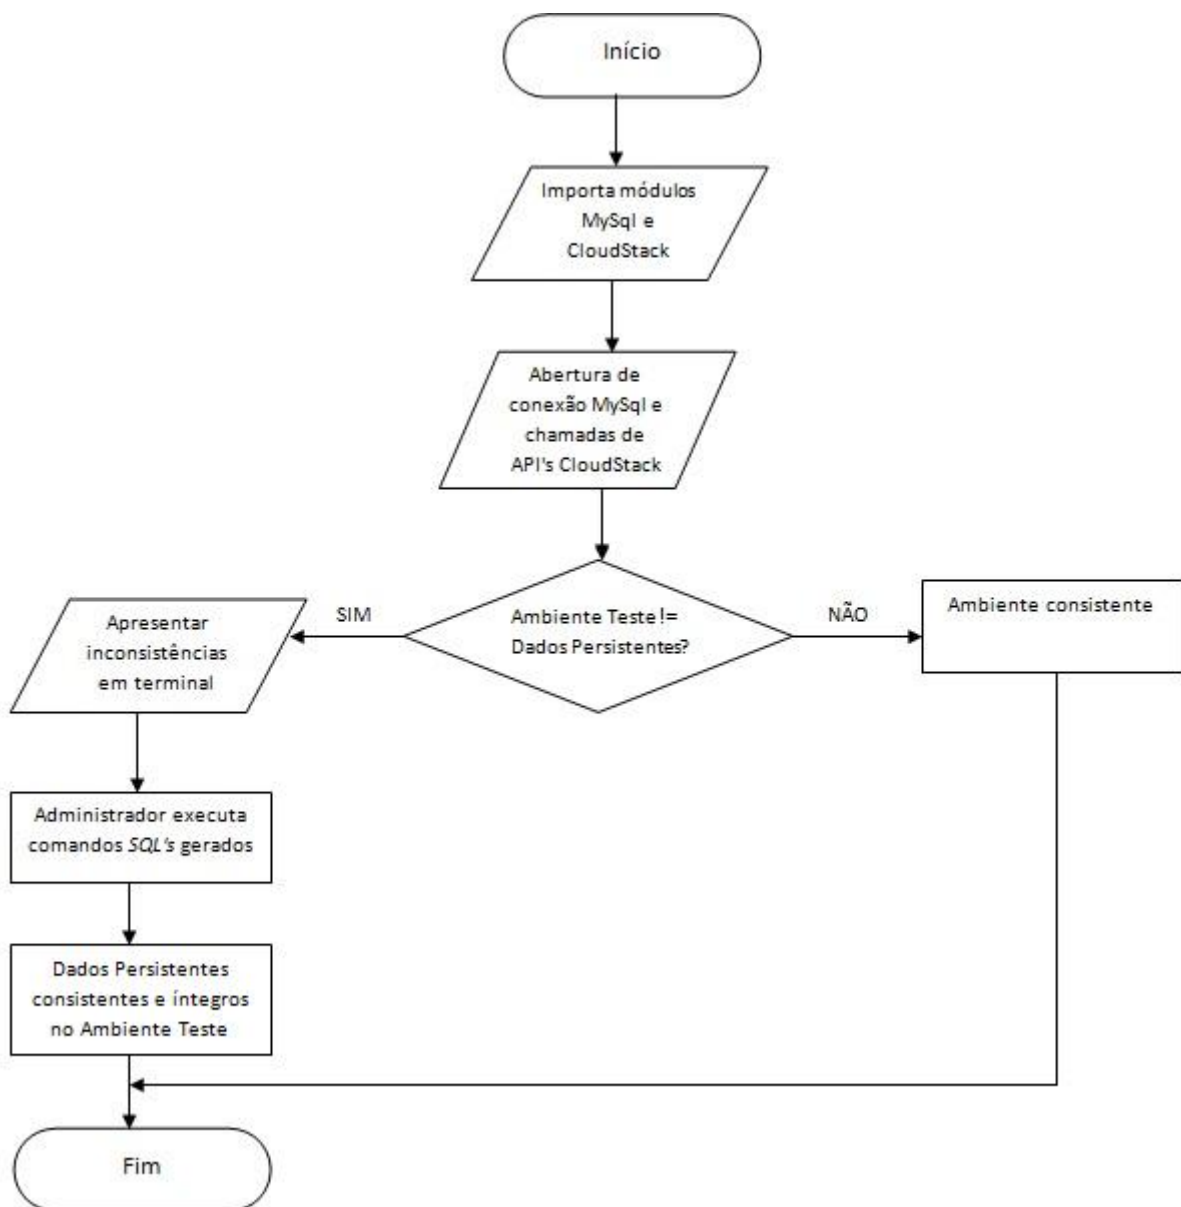 Início
Importa módulos
MySql e
CloudStack
Abertura de
conexão MySql e
chamadas de
API's CloudStack
Ambiente Teste!=
Dados Persistentes?
SIM
NÃO
Ambiente consistente
Apresentar
inconsistências
em terminal
Administrador executa
comandos SQL's gerados
Dados Persistentes
consistentes e íntegros
no Ambiente Teste
Fim